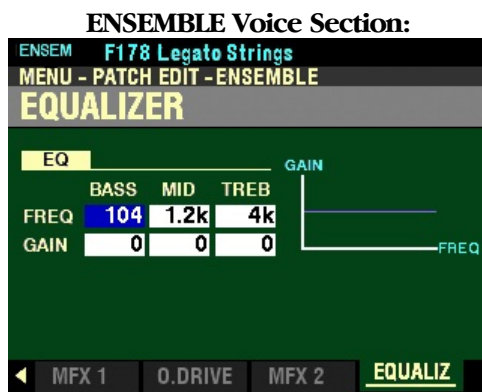 ENSEMBLE Voice Section:
ENSEM F178 Legato Strings
MENU - PATCH EDIT - ENSEMBLE
EQUALIZER
EQ
GAIN
BASS MID TREB
FREQ 104 1.2k 4k
GAIN 0 0 0
FREQ
MFX 1 O.DRIVE MFX 2 EQUALIZ